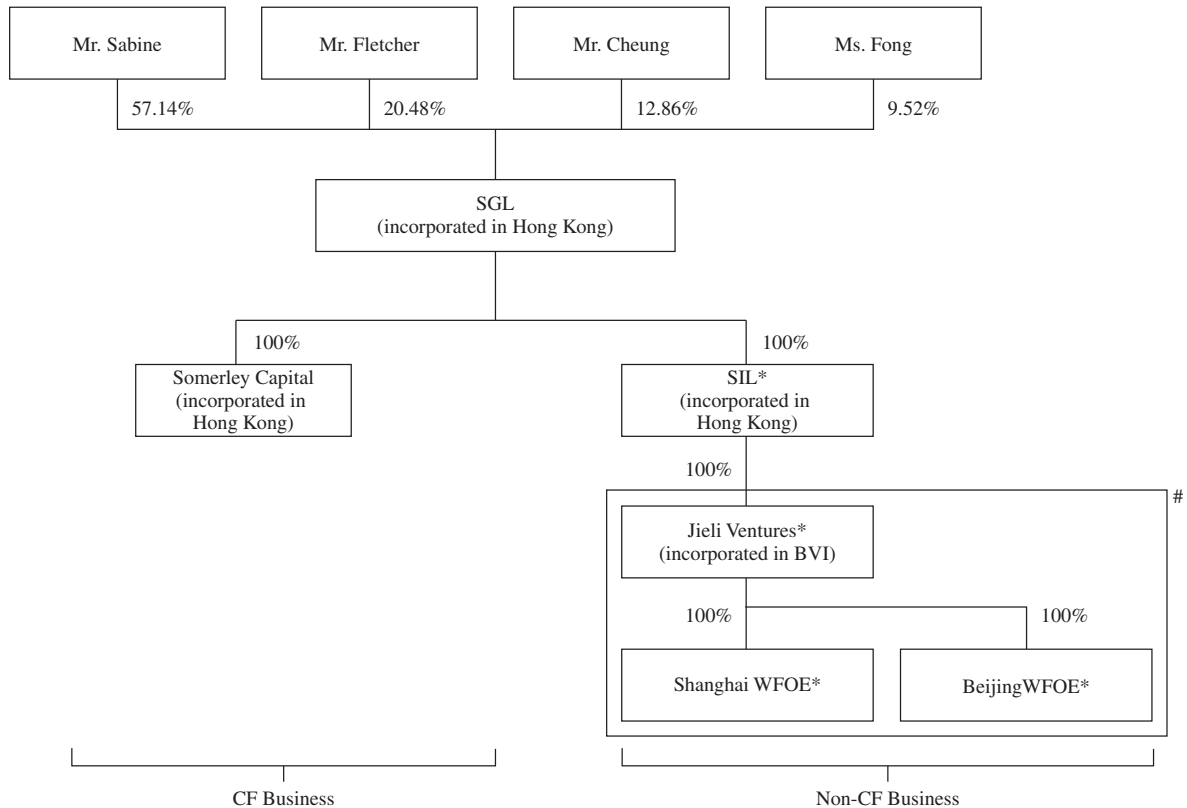 Mr. Sabine
Mr. Fletcher
Mr. Cheung
Ms. Fong
57.14%
20.48%
12.86%
9.52%
SGL
(incorporated in Hong Kong)
100%
100%
Somerley Capital
(incorporated in
Hong Kong)
SIL*
(incorporated in
Hong Kong)
100%
#
Jieli Ventures*
(incorporated in BVI)
100%
100%
Shanghai WFOE*
BeijingWFOE*
CF Business
Non-CF Business